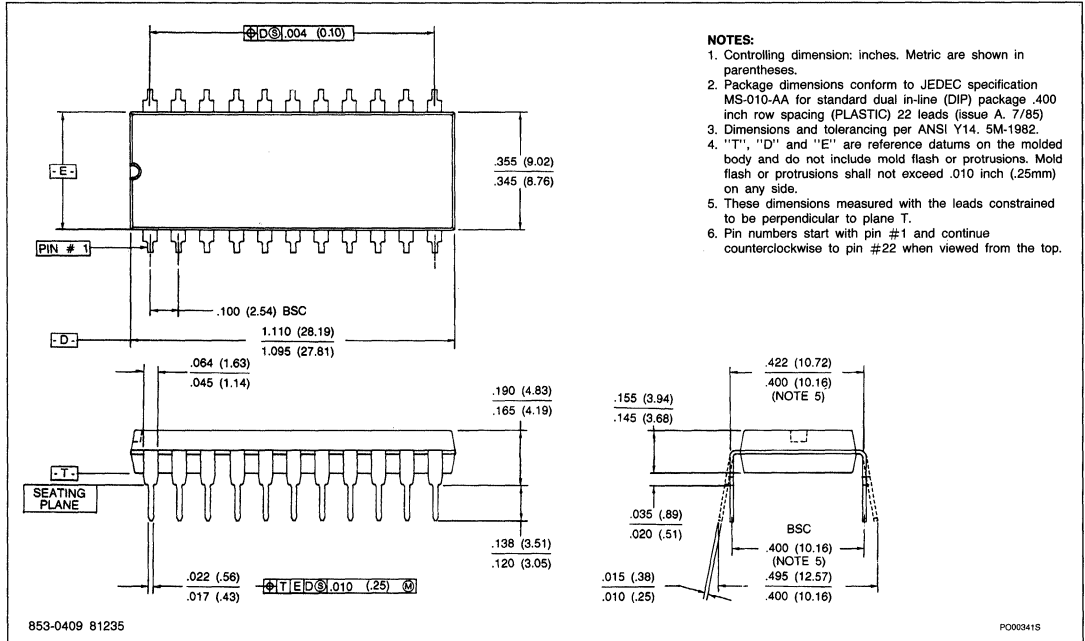 ⌖ D Ⓢ .004 (0.10)
- E -
PIN # 1
.355 (9.02)
.345 (8.76)
.100 (2.54) BSC
- D -
1.110 (28.19)
1.095 (27.81)
NOTES:
1. Controlling dimension: inches. Metric are shown in
parentheses.
2. Package dimensions conform to JEDEC specification
MS-010-AA for standard dual in-line (DIP) package .400
inch row spacing (PLASTIC) 22 leads (issue A. 7/85)
3. Dimensions and tolerancing per ANSI Y14. 5M-1982.
4. "T", "D" and "E" are reference datums on the molded
body and do not include mold flash or protrusions. Mold
flash or protrusions shall not exceed .010 inch (.25mm)
on any side.
5. These dimensions measured with the leads constrained
to be perpendicular to plane T.
6. Pin numbers start with pin #1 and continue
counterclockwise to pin #22 when viewed from the top.
.064 (1.63)
.045 (1.14)
.190 (4.83)
.165 (4.19)
- T -
SEATING
PLANE
.138 (3.51)
.120 (3.05)
.022 (.56)
.017 (.43)
⌖ T E D Ⓢ .010 (.25) Ⓜ
.422 (10.72)
.400 (10.16)
(NOTE 5)
.155 (3.94)
.145 (3.68)
.035 (.89)
.020 (.51)
BSC
.400 (10.16)
(NOTE 5)
.015 (.38)
.010 (.25)
.495 (12.57)
.400 (10.16)
853-0409 81235
PO00341S